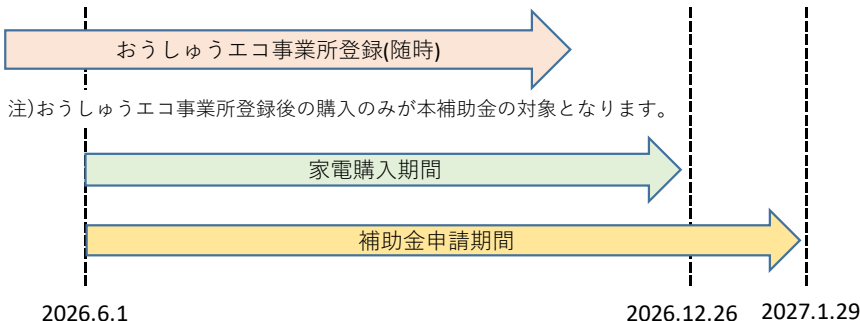 おうしゅうエコ事業所登録(随時)
注)おうしゅうエコ事業所登録後の購入のみが本補助金の対象となります。
家電購入期間
補助金申請期間
2026.6.1
2026.12.26
2027.1.29